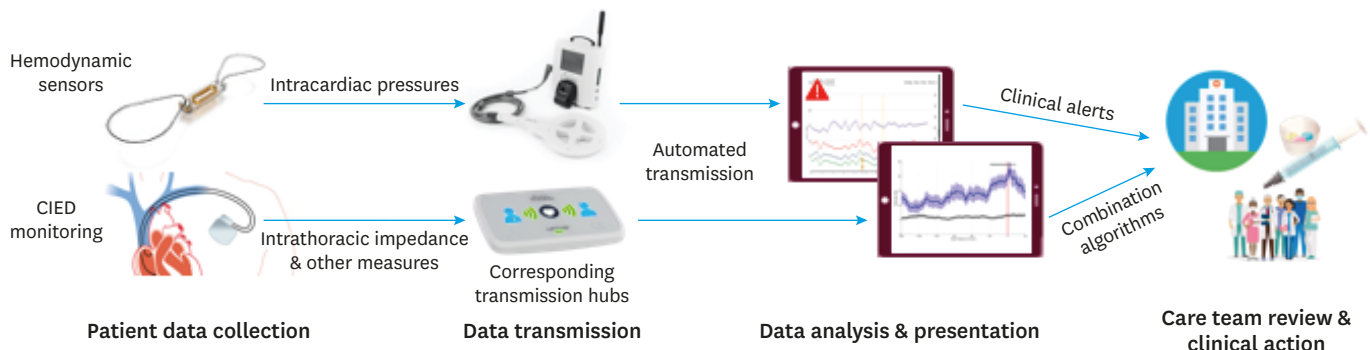 Hemodynamic
sensors
Intracardiac pressures
Clinical alerts
Automated
transmission
CIED
monitoring
Intrathoracic impedance
& other measures
Corresponding
transmission hubs
Combination
algorithms
Patient data collection
Data transmission
Data analysis & presentation
Care team review &
clinical action